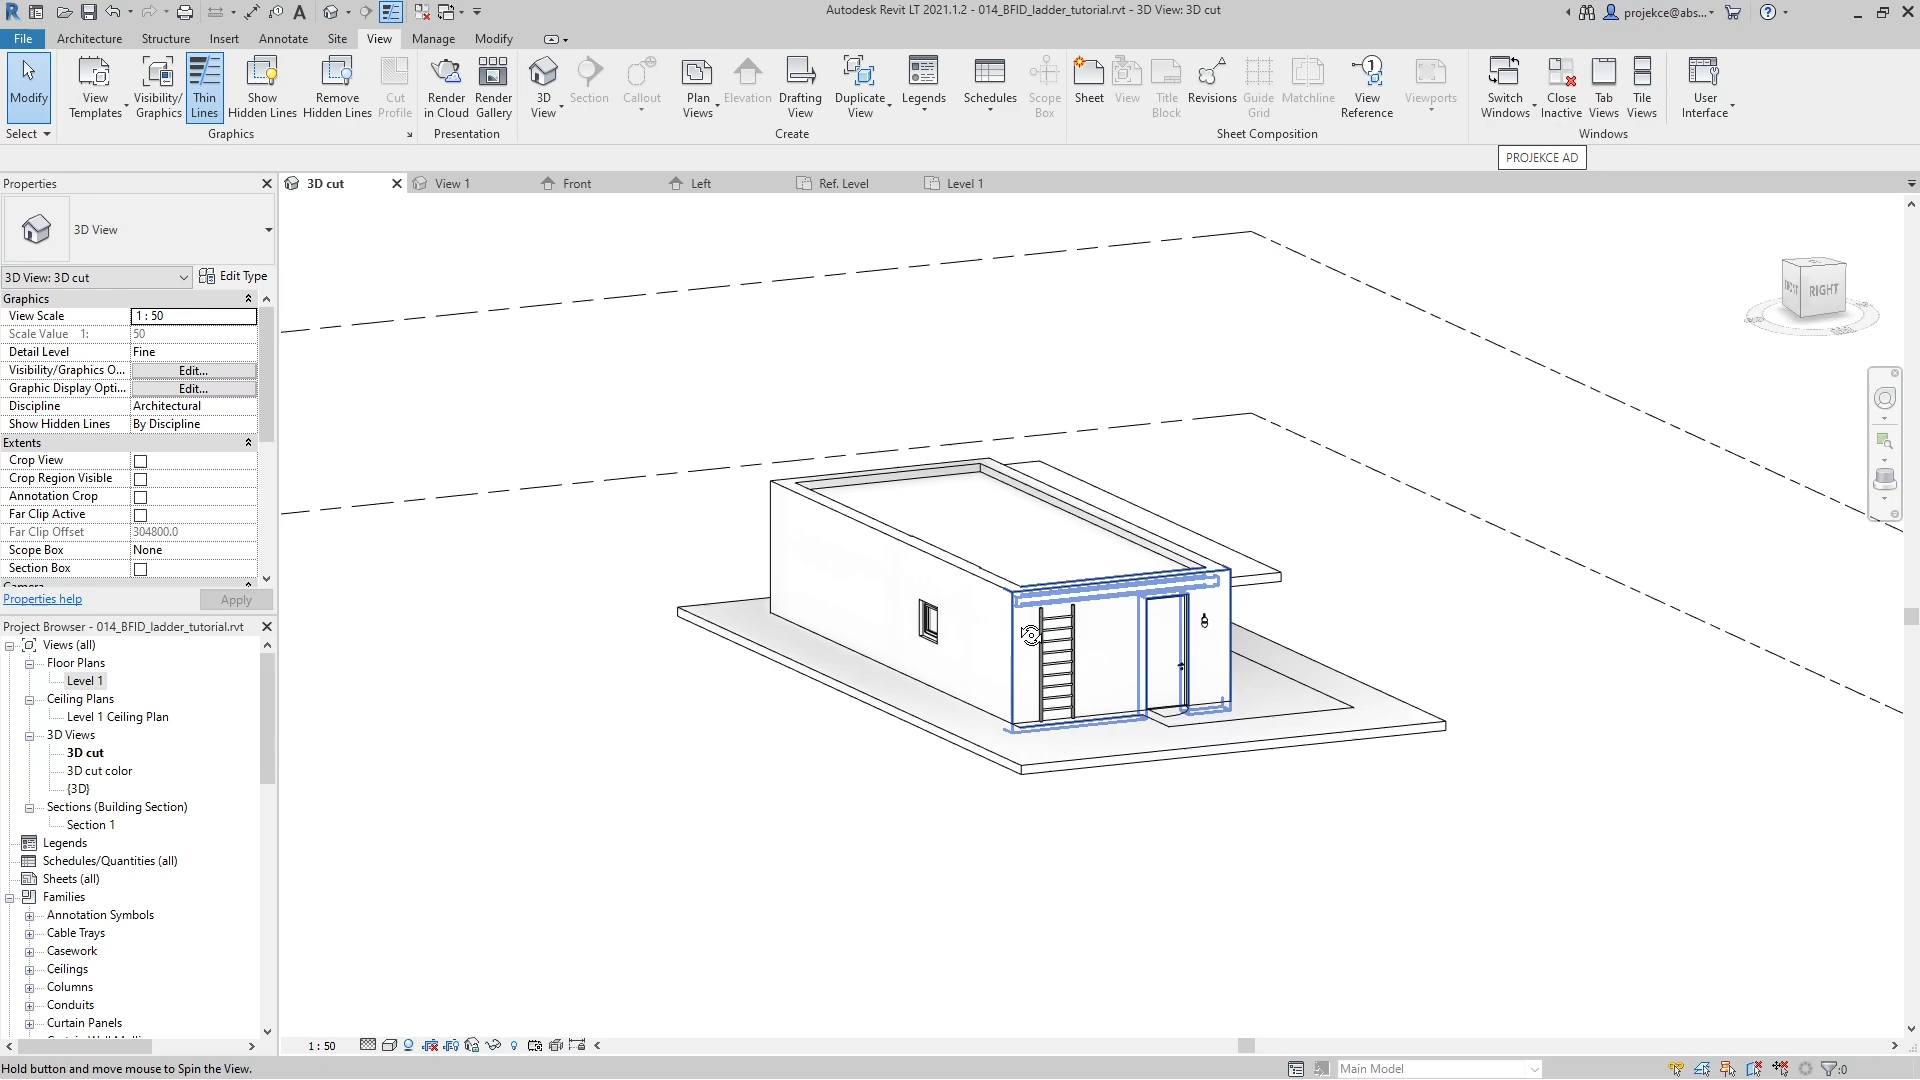 Autodesk Revit LT 2021.1.2 - 014_BFID_ladder_tutorial.rvt - 3D View: 3D cut
projekce@abs...
File Architecture Structure Insert Annotate Site View Manage Modify
Modify
View Templates
Visibility/ Graphics
Thin Lines
Show Hidden Lines
Remove Hidden Lines
Cut Profile
Render in Cloud
Render Gallery
3D View
Section
Callout
Plan Views
Elevation
Drafting View
Duplicate View
Legends
Schedules
Scope Box
Sheet
View
Title Block
Revisions
Guide Grid
Matchline
View Reference
Viewports
Switch Windows
Close Inactive
Tab Views
Tile Views
User Interface
Select Graphics Presentation Create Sheet Composition Windows
PROJEKCE AD
Properties
3D cut View 1 Front Left Ref. Level Level 1
3D View
3D View: 3D cut Edit Type
Graphics
View Scale 1 : 50
Scale Value 1: 50
Detail Level Fine
Visibility/Graphics O... Edit...
Graphic Display Opti... Edit...
Discipline Architectural
Show Hidden Lines By Discipline
Extents
Crop View
Crop Region Visible
Annotation Crop
Far Clip Active
Far Clip Offset 304800.0
Scope Box None
Section Box
Properties help Apply
Project Browser - 014_BFID_ladder_tutorial.rvt
Views (all)
Floor Plans
Level 1
Ceiling Plans
Level 1 Ceiling Plan
3D Views
3D cut
3D cut color
{3D}
Sections (Building Section)
Section 1
Legends
Schedules/Quantities (all)
Sheets (all)
Families
Annotation Symbols
Cable Trays
Casework
Ceilings
Columns
Conduits
Curtain Panels
RIGHT
1 : 50
Hold button and move mouse to Spin the View.
Main Model
:0